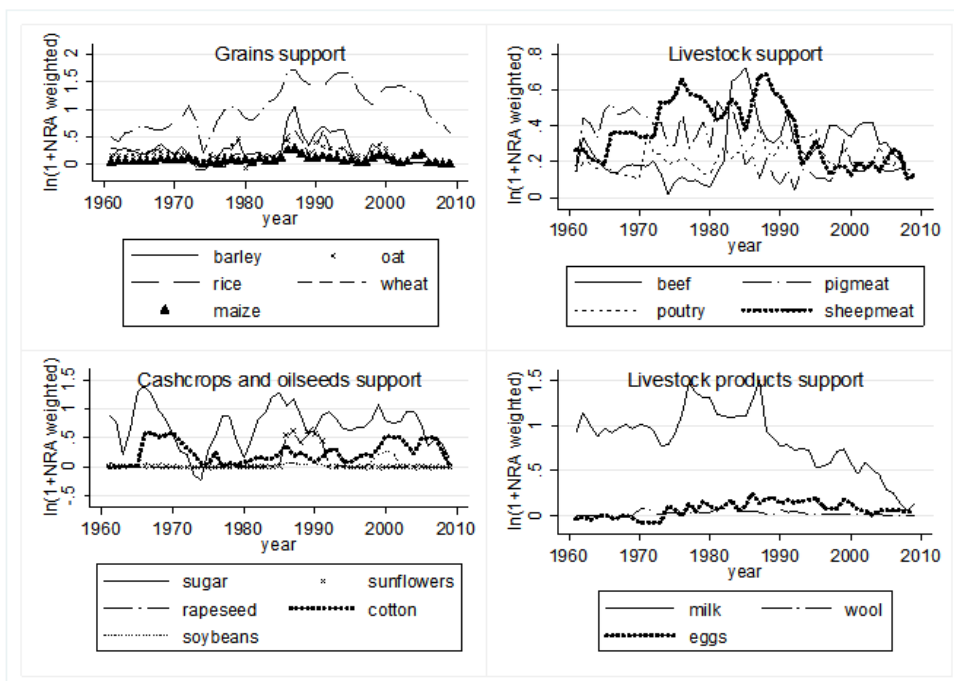 Grains support
ln(1+NRA weighted)
2
1.5
1
.5
0
1960 1970 1980 1990 2000 2010
year
barley oat
rice wheat
maize
Livestock support
ln(1+NRA weighted)
.8
.6
.4
.2
0
1960 1970 1980 1990 2000 2010
year
beef pigmeat
poutry sheepmeat
Cashcrops and oilseeds support
ln(1+NRA weighted)
1.5
1
.5
0
-.5
1960 1970 1980 1990 2000 2010
year
sugar sunflowers
rapeseed cotton
soybeans
Livestock products support
ln(1+NRA weighted)
1.5
1
.5
0
1960 1970 1980 1990 2000 2010
year
milk wool
eggs